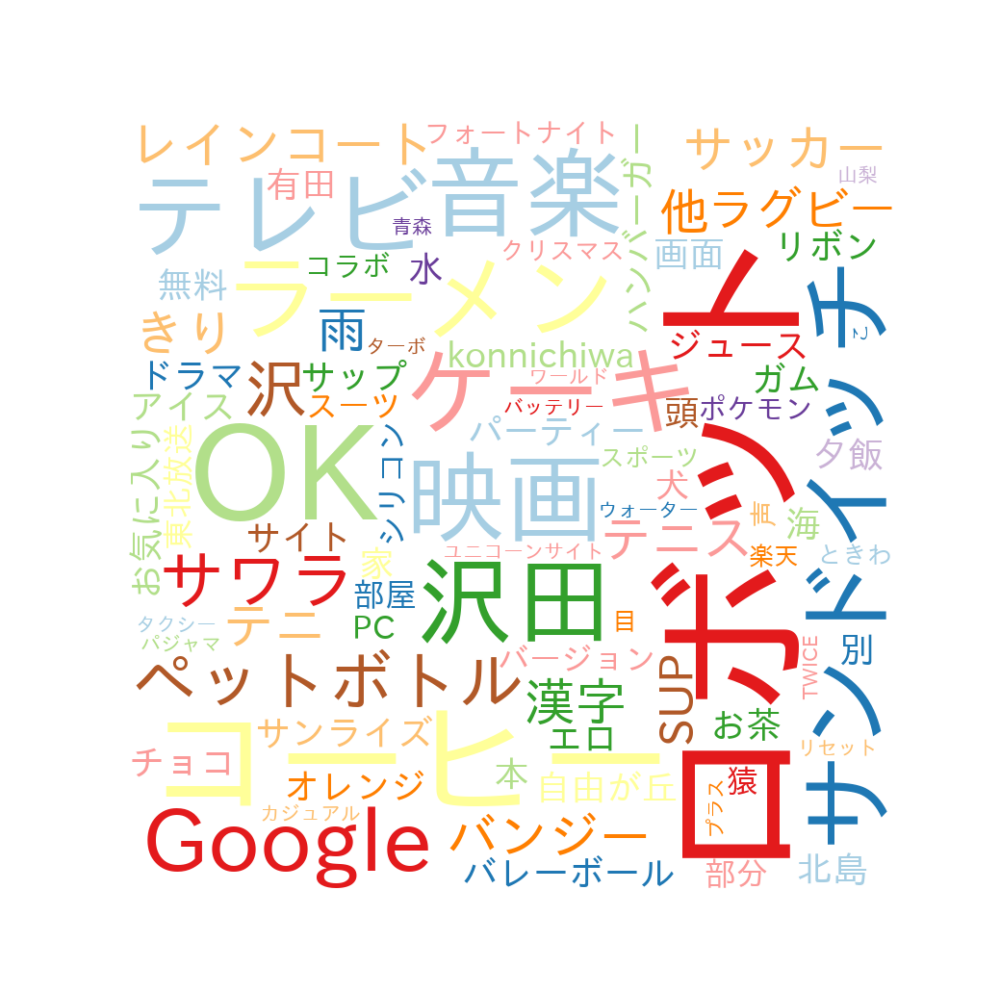 レインコート
フォートナイト
ハンバーガー
サッカー
山梨
有田
テレビ
音楽
他
ラグビー
青森
クリスマス
画面
リボン
無料
コラボ
水
ラーメン
ロボット
サンドイッチ
きり
雨
ターボ
konnichiwa
ジュース
ドラマ
沢
サップ
ケーキ
ワールド
ガム
アイス
スーツ
バッテリー
頭
ポケモン
お気に入り
東北放送
OK
シリコン
パーティー
スポーツ
夕飯
映画
犬
ウォーター
声
海
サイト
テニス
ユニコーンサイト
楽天
ときわ
サワラ
家
部屋
沢田
目
タクシー
パジャマ
テニ
PC
バージョン
TWICE
別
ペットボトル
漢字
SUP
お茶
コーヒー
サンライズ
エロ
リセット
チョコ
オレンジ
本
自由が丘
プラス
猿
カジュアル
Google
バンジー
バレーボール
部分
北島